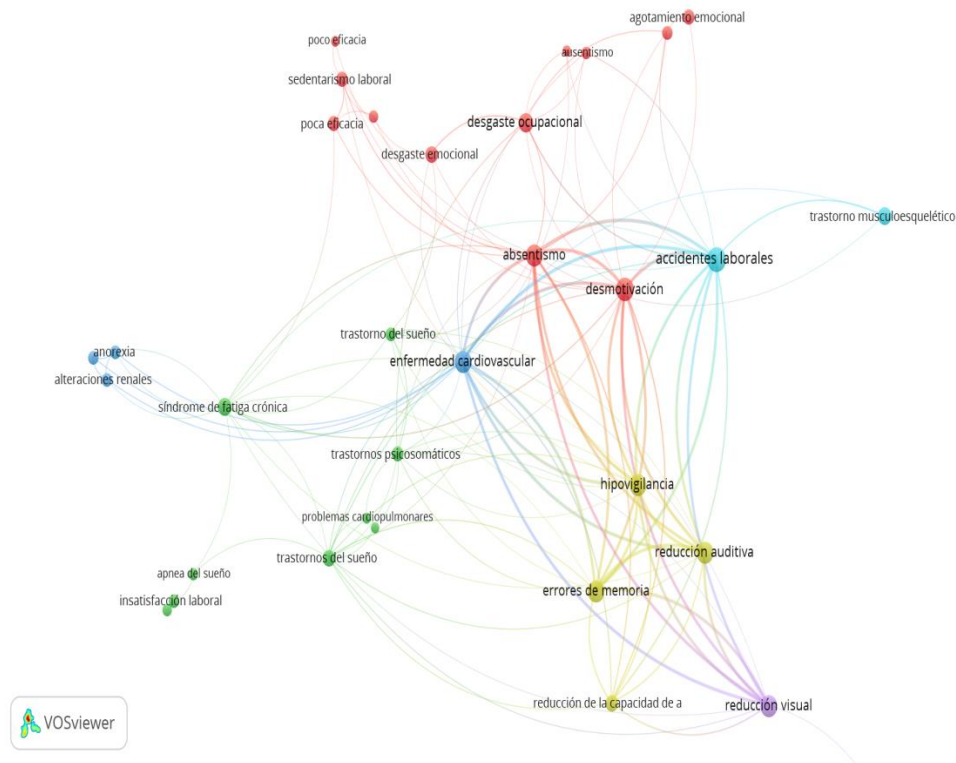 agotamiento emocional
poco eficacia
ausentismo
sedentarismo laboral
poca eficacia
desgaste ocupacional
desgaste emocional
trastorno musculoesquelético
absentismo
accidentes laborales
desmotivación
trastorno del sueño
anorexia
enfermedad cardiovascular
alteraciones renales
síndrome de fatiga crónica
trastornos psicosomáticos
hipovigilancia
problemas cardiopulmonares
reducción auditiva
trastornos del sueño
apnea del sueño
errores de memoria
insatisfacción laboral
reducción de la capacidad de a
reducción visual
VOSviewer